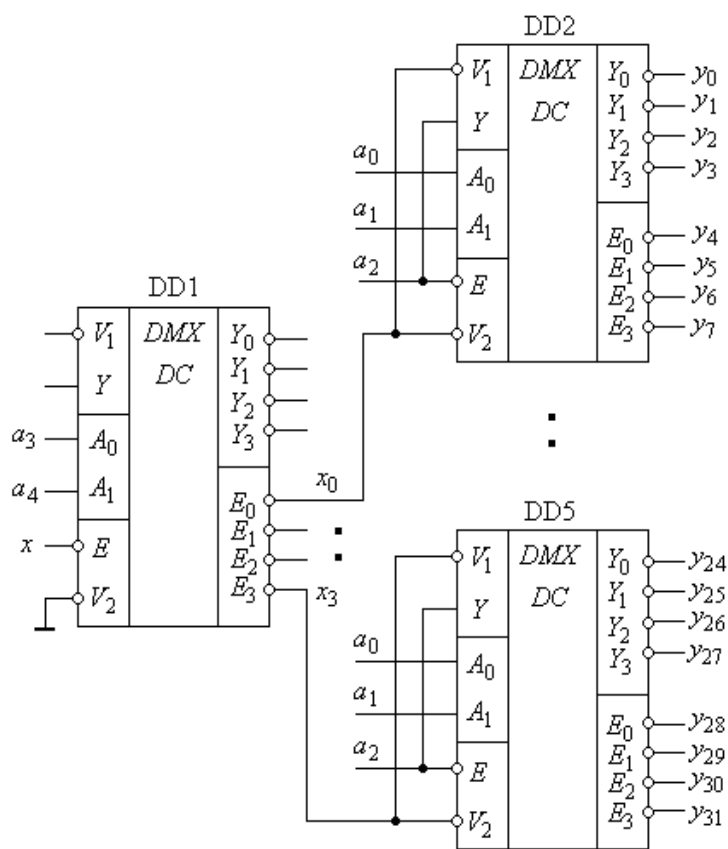 DD2
V₁ DMX Y₀ y₀
DC Y₁ y₁
Y Y₂ y₂
a₀ A₀ Y₃ y₃
a₁ A₁ E₀ y₄
a₂ E E₁ y₅
E₂ y₆
V₂ E₃ y₇
DD1
V₁ DMX Y₀
Y DC Y₁
Y₂
a₃ A₀ Y₃
a₄ A₁ E₀ x₀
x E E₁
E₂
V₂ E₃ x₃
DD5
V₁ DMX Y₀ y₂₄
DC Y₁ y₂₅
Y Y₂ y₂₆
a₀ A₀ Y₃ y₂₇
a₁ A₁ E₀ y₂₈
a₂ E E₁ y₂₉
E₂ y₃₀
V₂ E₃ y₃₁